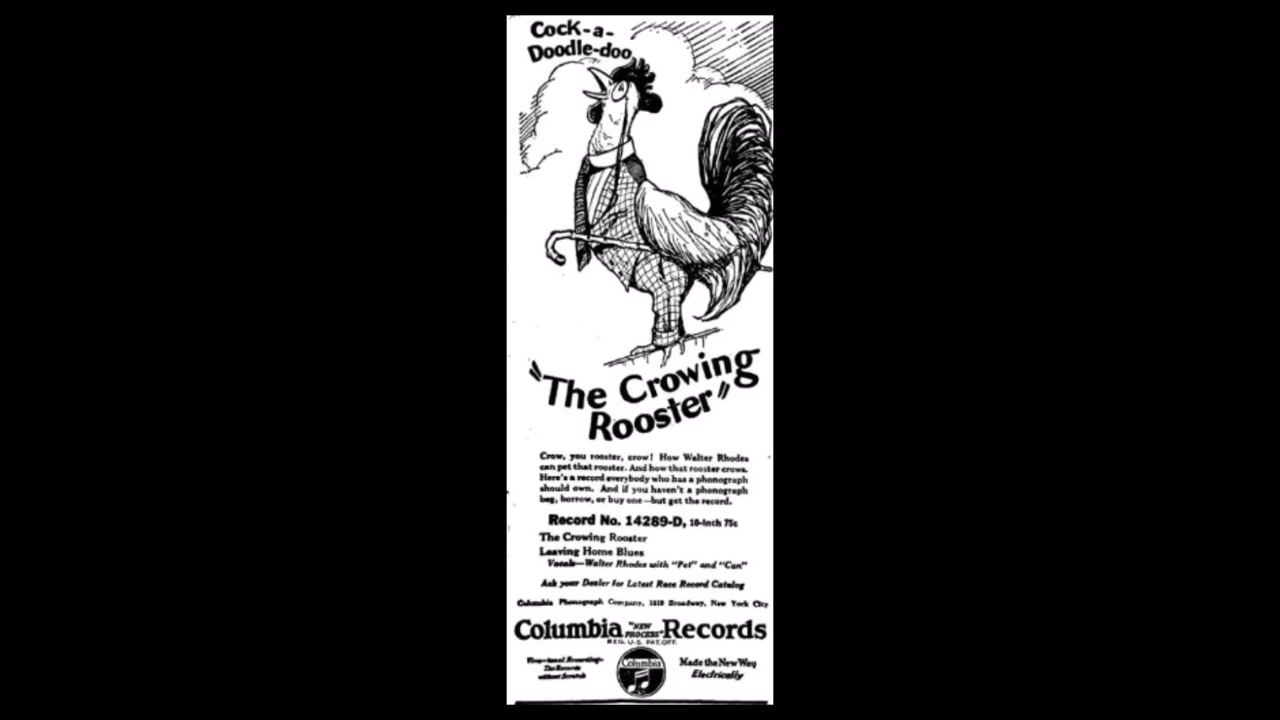 Cock-a-
Doodle-doo
"The Crowing
Rooster"
Crow, you rooster, crow! How Walter Rhodes
can pet that rooster. And how that rooster crows.
Here's a record everybody who has a phonograph
should own. And if you haven't a phonograph
beg, borrow, or buy one—but get the record.
Record No. 14289-D, 10-inch 75c
The Crowing Rooster
Leaving Home Blues
Vocals—Walter Rhodes with "Pet" and "Can"
Ask your Dealer for Latest Race Record Catalog
Columbia Phonograph Company, 1819 Broadway, New York City
Columbia "NEW PROCESS" Records
REG. U.S. PAT. OFF.
Viva-tonal Recording-
The Records
without Scratch
Columbia
Made the New Way
Electrically